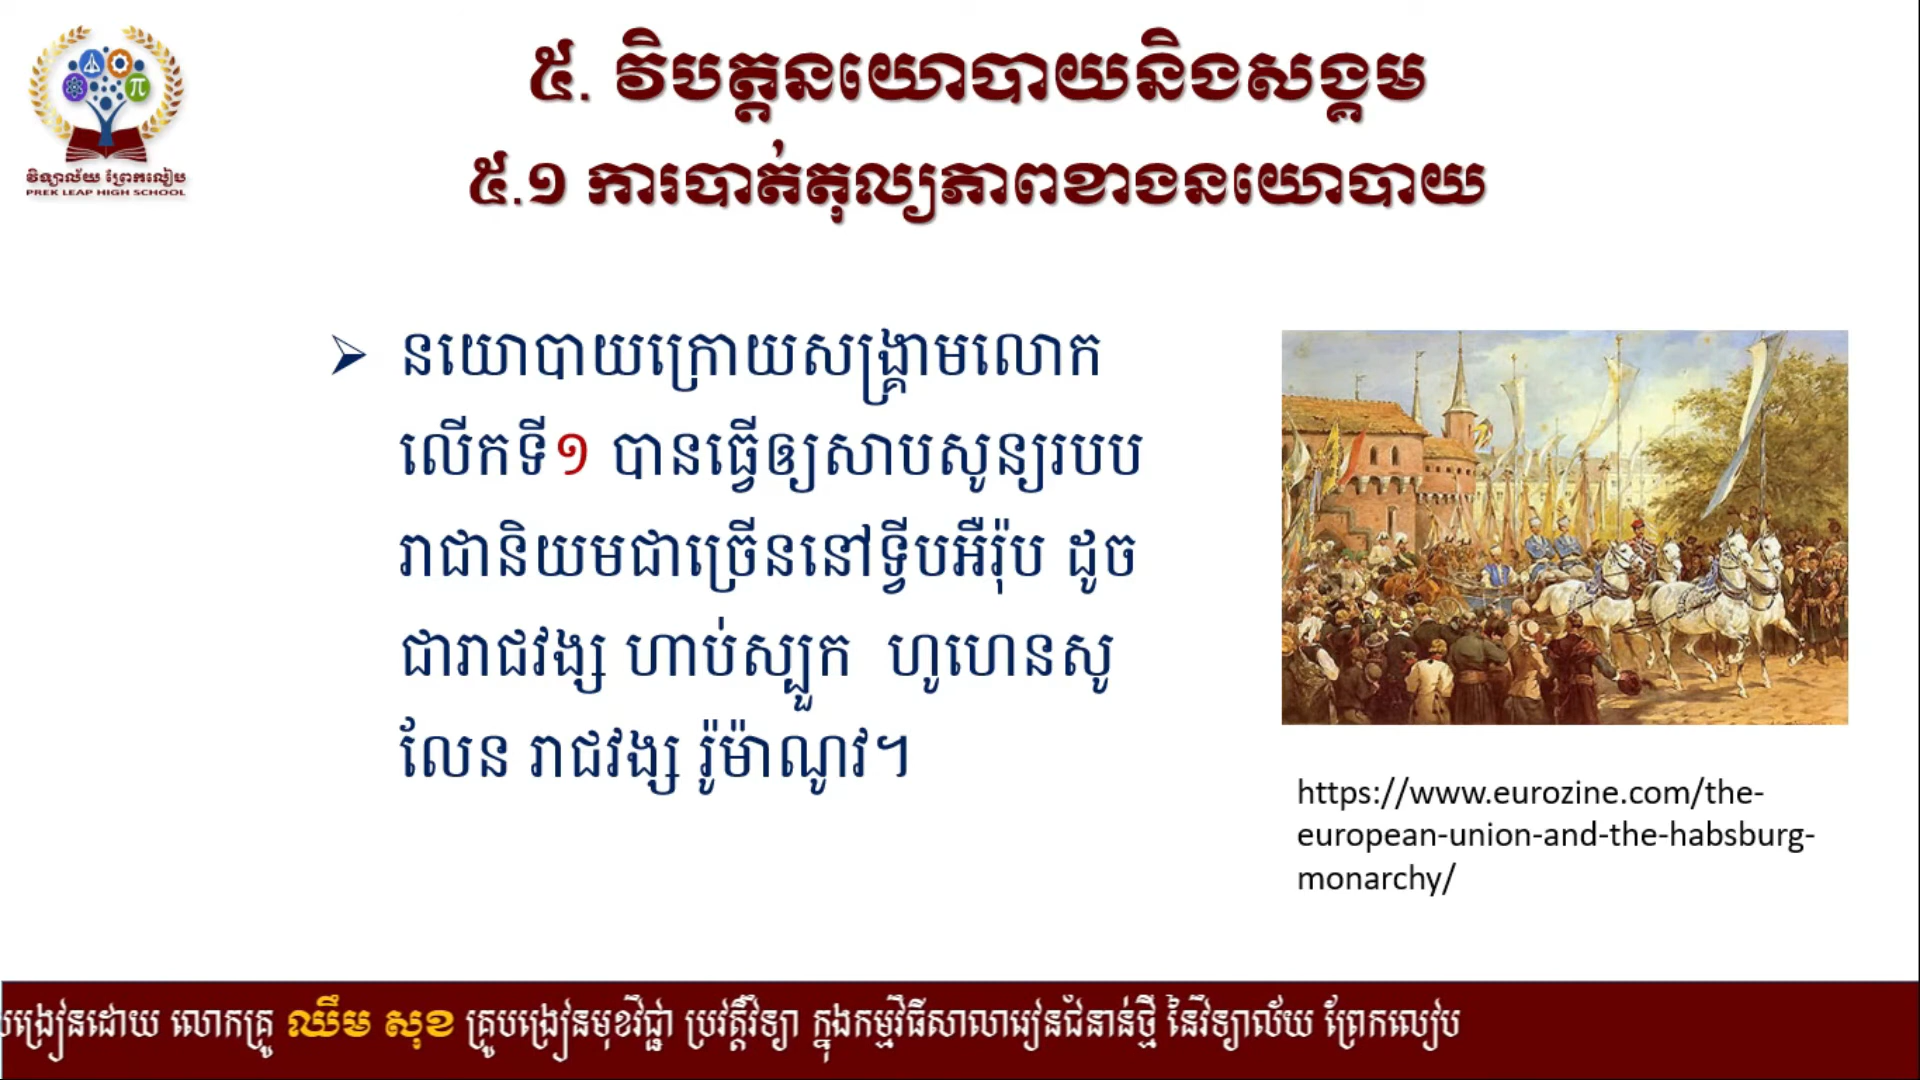 វិទ្យាល័យ ព្រែកលៀប
PREK LEAP HIGH SCHOOL
៥. វិបត្តនយោបាយនិងសង្គម
៥.១ ការបាត់តុល្យភាពខាងនយោបាយ
នយោបាយក្រោយសង្គ្រាមលោក
លើកទី១ បានធ្វើឲ្យសាបសូន្យរបប
រាជានិយមជាច្រើននៅទ្វីបអឺរ៉ុប ដូច
ជារាជវង្ស ហាប់ស្បួក ហូហេនសូ
លែន រាជវង្ស រ៉ូម៉ាណូវ។
https://www.eurozine.com/the-
european-union-and-the-habsburg-
monarchy/
បង្រៀនដោយ លោកគ្រូ ឈឹម សុខ គ្រូបង្រៀនមុខវិជ្ជា ប្រវត្តិវិទ្យា ក្នុងកម្មវិធីសាលារៀនជំនាន់ថ្មី នៃវិទ្យាល័យ ព្រែកលៀប